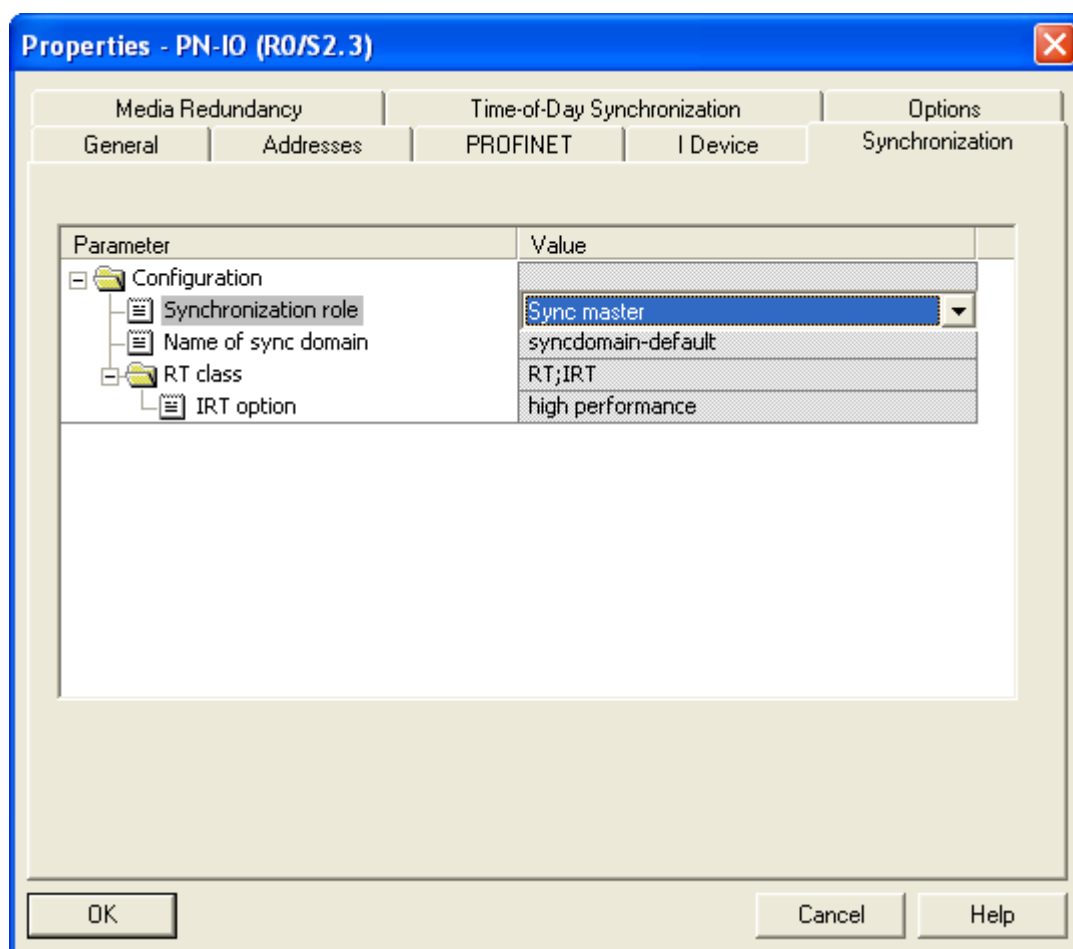 Properties - PN-IO (R0/S2.3)
Media Redundancy Time-of-Day Synchronization Options
General Addresses PROFINET I Device Synchronization
Parameter Value
Configuration
Synchronization role Sync master
Name of sync domain syncdomain-default
RT class RT;IRT
IRT option high performance
OK Cancel Help